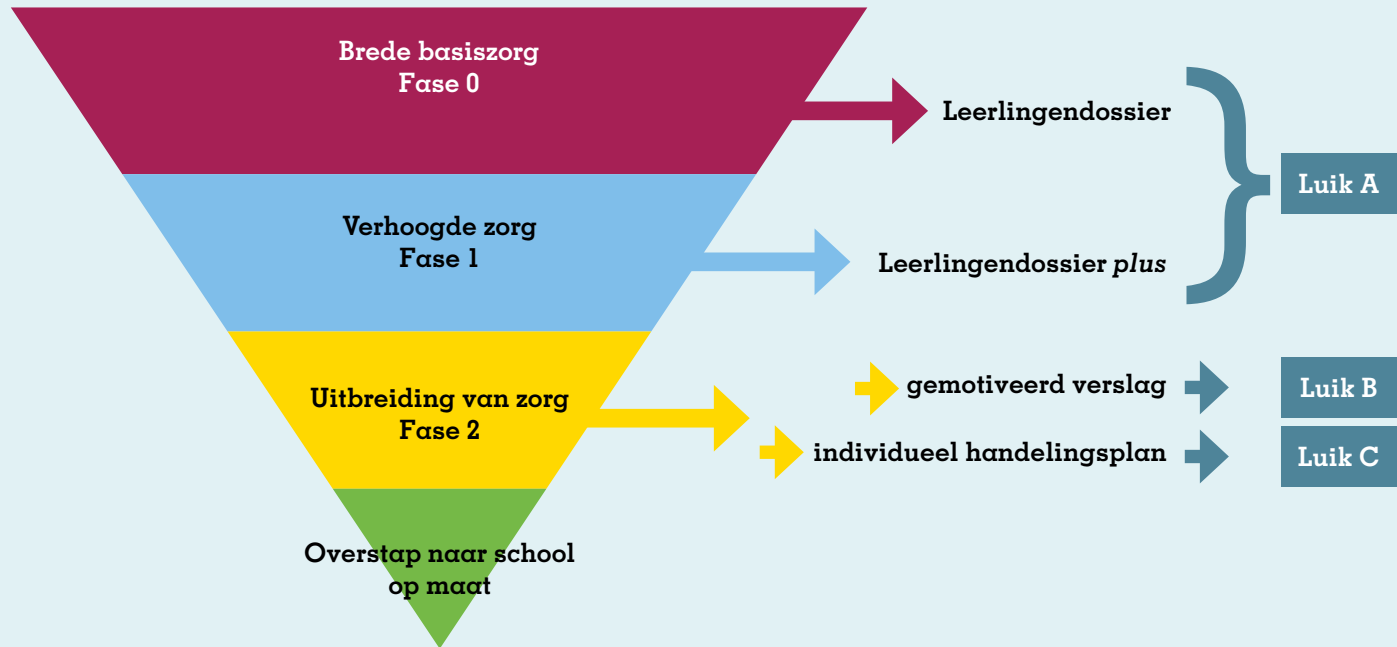 Brede basiszorg
Fase 0
Leerlingendossier
Luik A
Verhoogde zorg
Fase 1
Leerlingendossier plus
Uitbreiding van zorg
Fase 2
gemotiveerd verslag
Luik B
individueel handelingsplan
Luik C
Overstap naar school
op maat